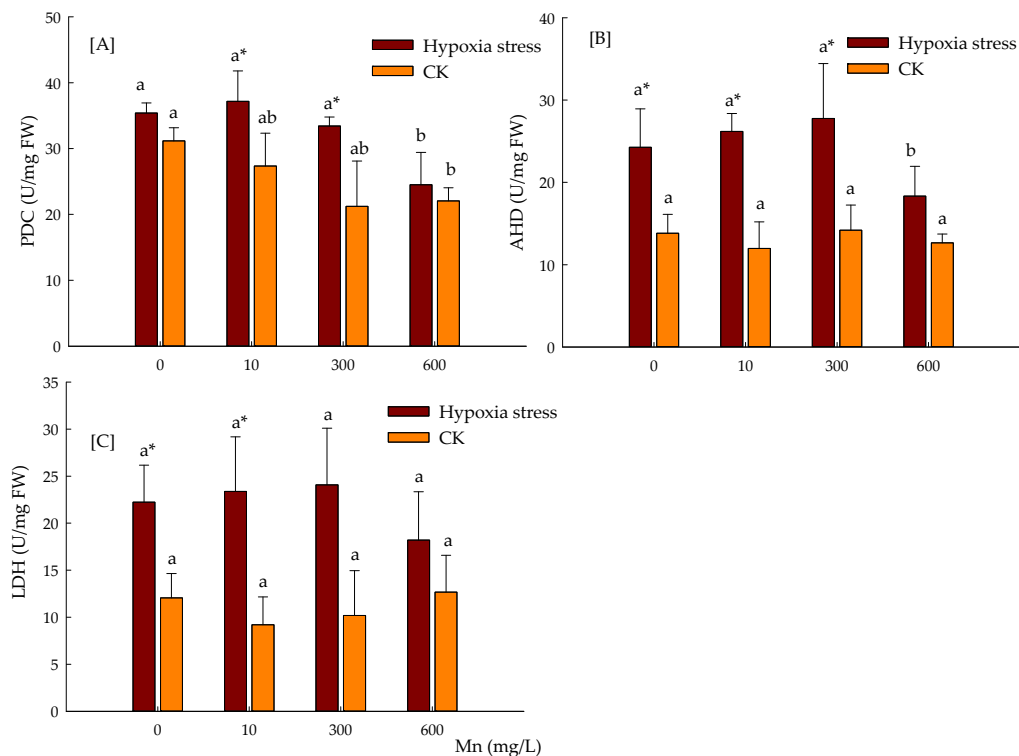 [A]
Hypoxia stress
CK
PDC (U/mg FW)
50
40
30
20
10
0
a
a
a*
ab
a*
ab
b
b
0
10
300
600
[B]
Hypoxia stress
CK
AHD (U/mg FW)
40
30
20
10
0
a*
a
a*
a
a*
a
b
a
0
10
300
600
[C]
Hypoxia stress
CK
LDH (U/mg FW)
35
30
25
20
15
10
5
0
a*
a
a*
a
a
a
a
a
0
10
300
600
Mn (mg/L)